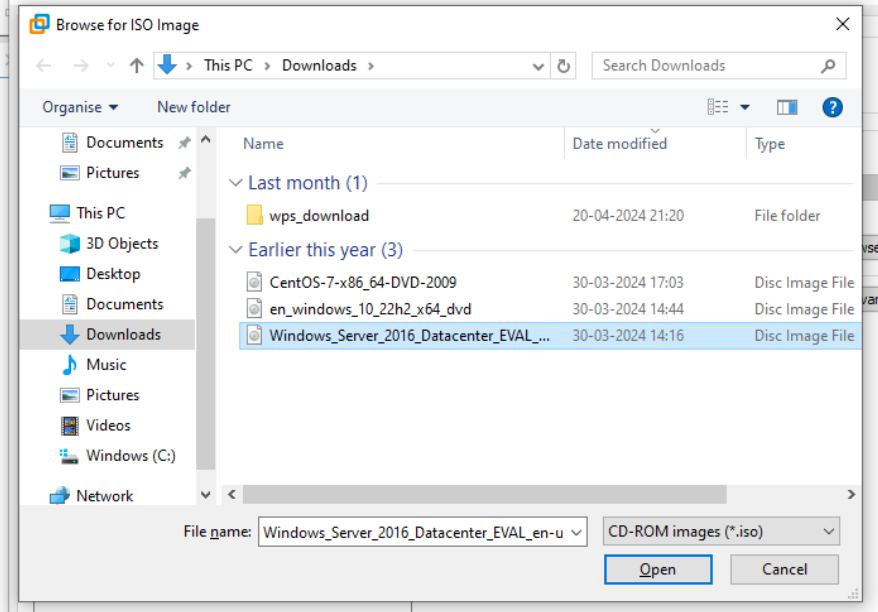 Browse for ISO Image
This PC > Downloads >
Search Downloads
Organise
New folder
?
Documents
Pictures
This PC
3D Objects
Desktop
Documents
Downloads
Music
Pictures
Videos
Windows (C:)
Network
Name Date modified Type
Last month (1)
wps_download 20-04-2024 21:20 File folder
Earlier this year (3)
CentOS-7-x86_64-DVD-2009 30-03-2024 17:03 Disc Image File
en_windows_10_22h2_x64_dvd 30-03-2024 14:44 Disc Image File
Windows_Server_2016_Datacenter_EVAL_... 30-03-2024 14:16 Disc Image File
File name: Windows_Server_2016_Datacenter_EVAL_en-u CD-ROM images (*.iso)
Open Cancel